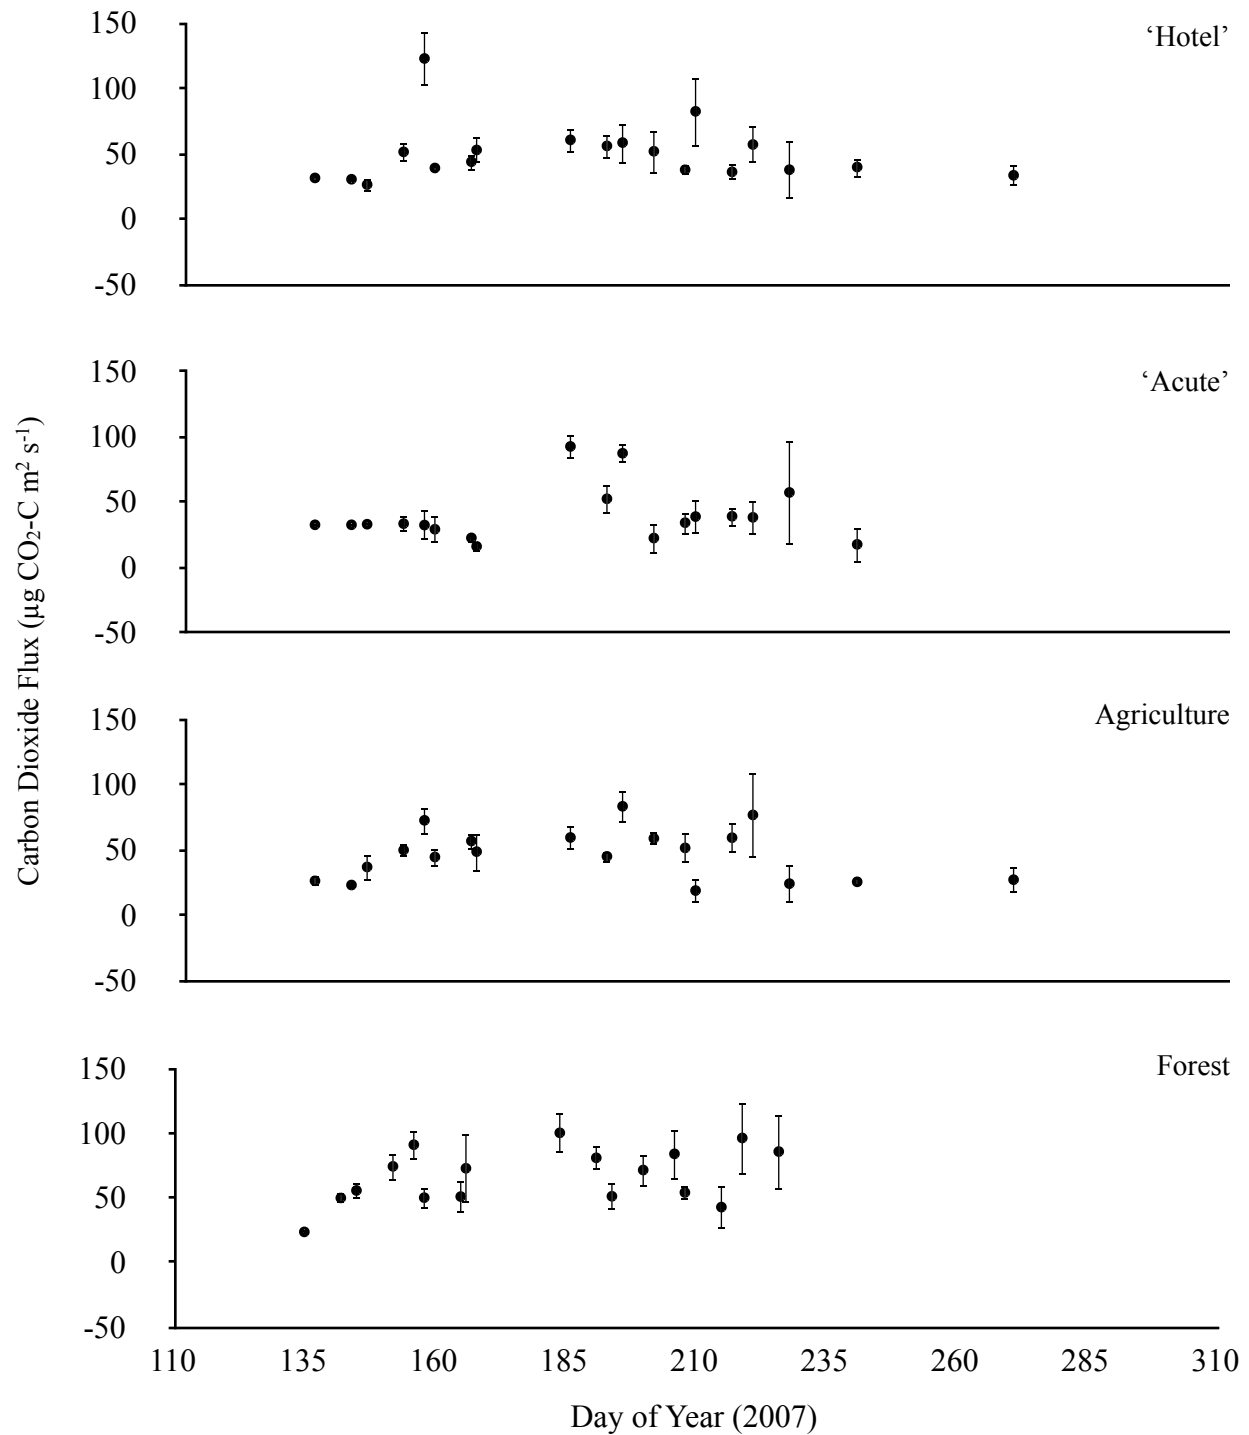 150
‘Hotel’
100
50
0
-50
150
‘Acute’
100
50
0
-50
Carbon Dioxide Flux (µg CO₂-C m² s⁻¹)
150
Agriculture
100
50
0
-50
150
Forest
100
50
0
-50
110 135 160 185 210 235 260 285 310
Day of Year (2007)